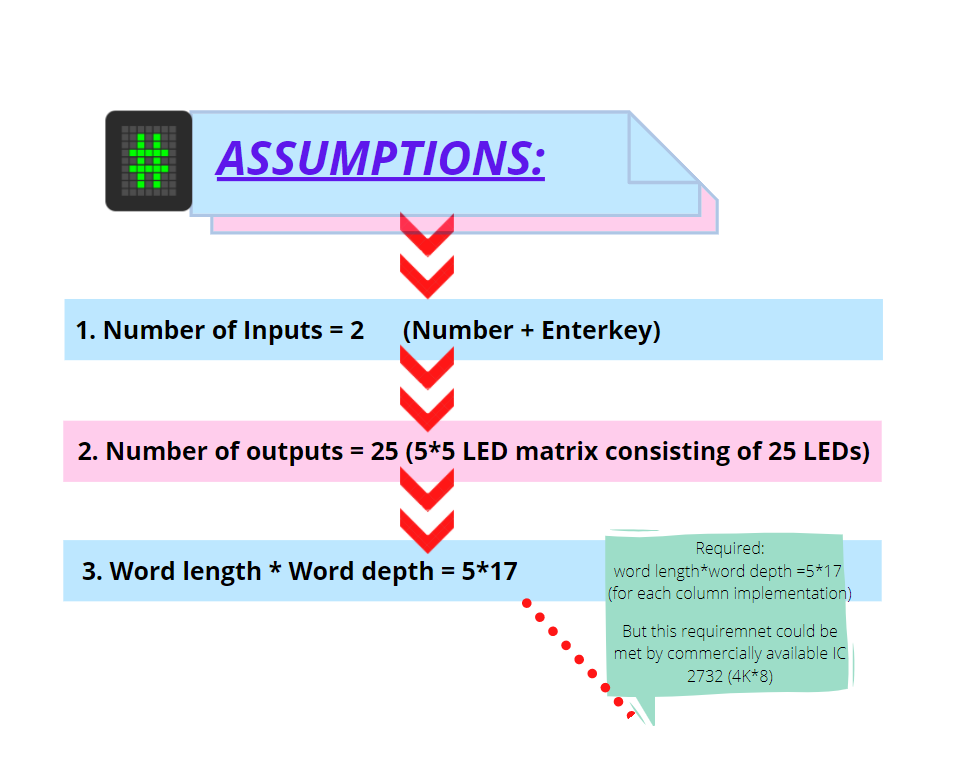 ASSUMPTIONS:
1. Number of Inputs = 2 (Number + Enterkey)
2. Number of outputs = 25 (5*5 LED matrix consisting of 25 LEDs)
3. Word length * Word depth = 5*17
Required:
word length*word depth =5*17
(for each column implementation)
But this requiremnet could be
met by commercially available IC
2732 (4K*8)